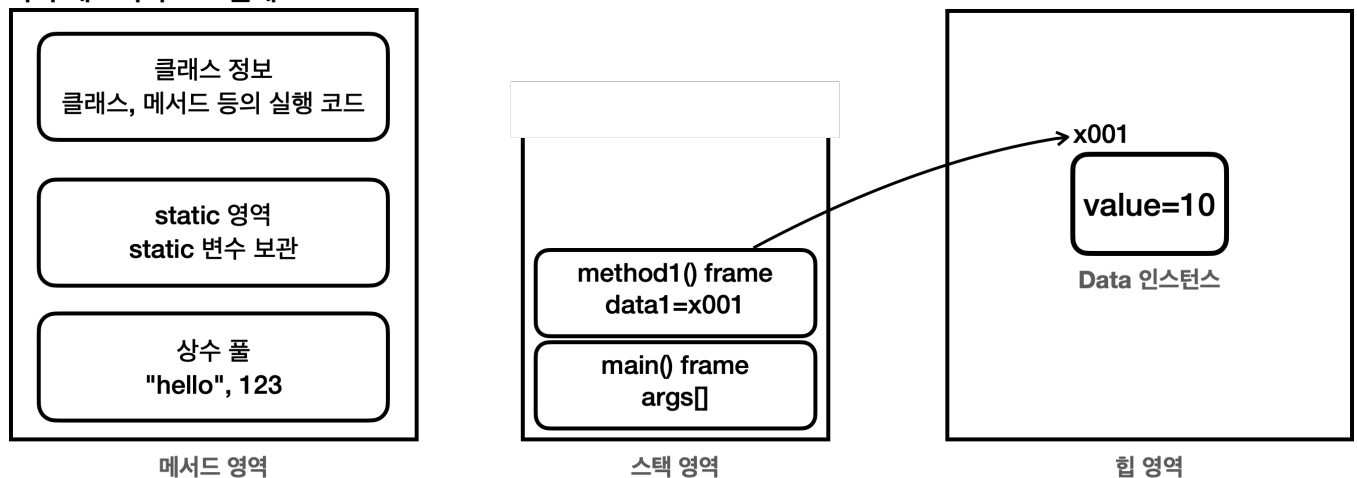 클래스 정보
클래스, 메서드 등의 실행 코드
static 영역
static 변수 보관
상수 풀
"hello", 123
메서드 영역
method1() frame
data1=x001
main() frame
args[]
스택 영역
x001
value=10
Data 인스턴스
힙 영역